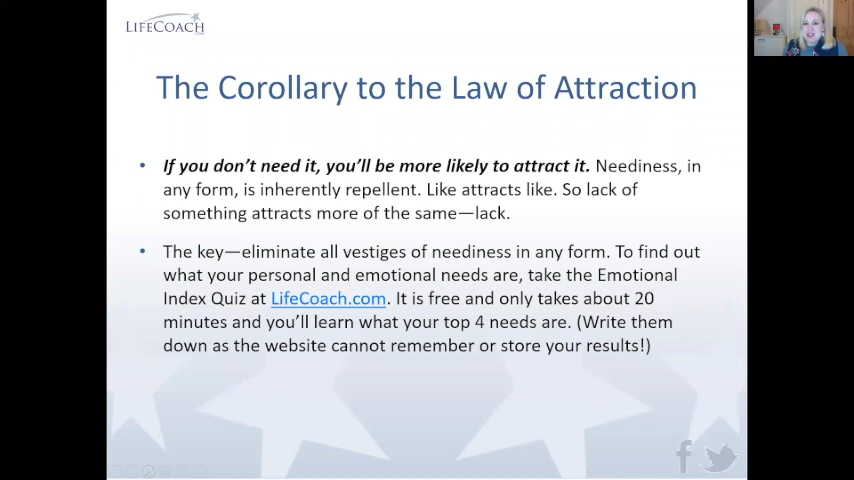 LIFECOACH
The Corollary to the Law of Attraction
• If you don't need it, you'll be more likely to attract it. Neediness, in
any form, is inherently repellent. Like attracts like. So lack of
something attracts more of the same—lack.
• The key—eliminate all vestiges of neediness in any form. To find out
what your personal and emotional needs are, take the Emotional
Index Quiz at LifeCoach.com. It is free and only takes about 20
minutes and you'll learn what your top 4 needs are. (Write them
down as the website cannot remember or store your results!)